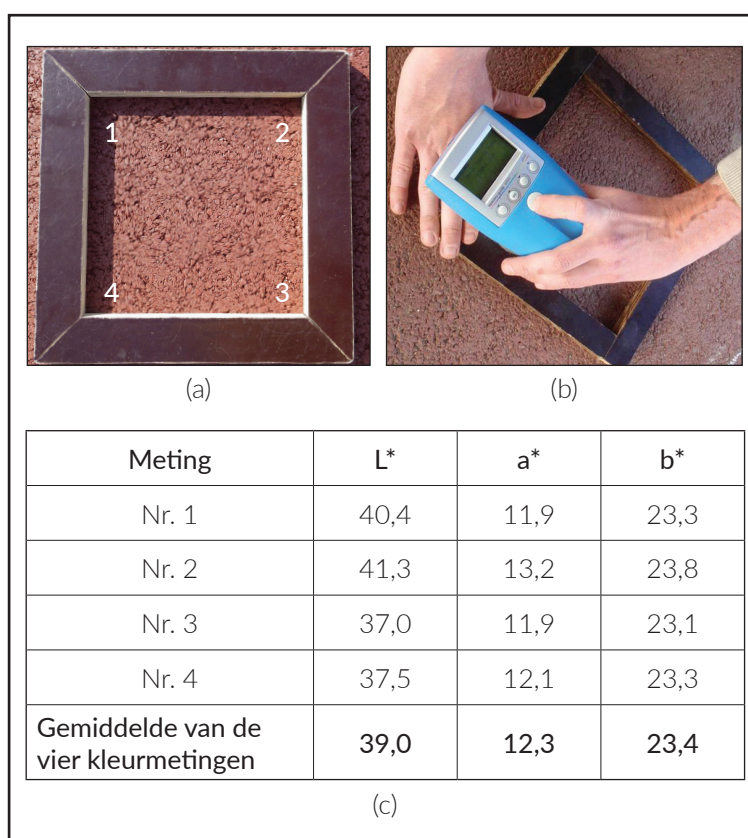 1 2
4 3
(a) (b)
Meting L* a* b*
Nr. 1 40,4 11,9 23,3
Nr. 2 41,3 13,2 23,8
Nr. 3 37,0 11,9 23,1
Nr. 4 37,5 12,1 23,3
Gemiddelde van de
vier kleurmetingen 39,0 12,3 23,4
(c)